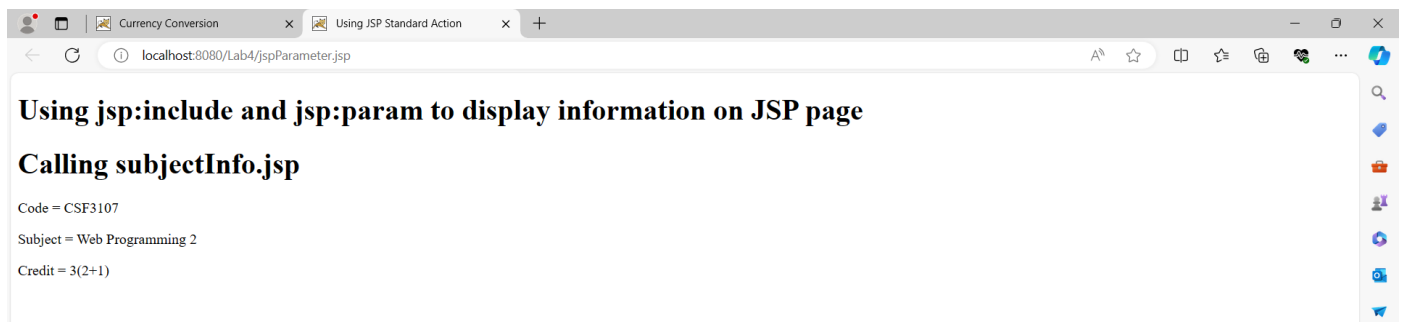 Currency Conversion
Using JSP Standard Action
localhost:8080/Lab4/jspParameter.jsp
Using jsp:include and jsp:param to display information on JSP page
Calling subjectInfo.jsp
Code = CSF3107
Subject = Web Programming 2
Credit = 3(2+1)